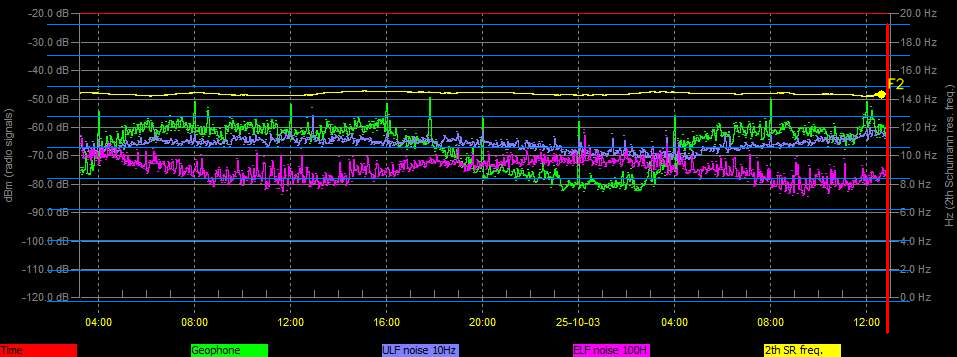 -20.0 dB 20.0 Hz
-30.0 dB 18.0 Hz
-40.0 dB 16.0 Hz
F2
-50.0 dB 14.0 Hz
-60.0 dB 12.0 Hz
-70.0 dB 10.0 Hz
-80.0 dB 8.0 Hz
-90.0 dB 6.0 Hz
-100.0 dB 4.0 Hz
-110.0 dB 2.0 Hz
-120.0 dB 0.0 Hz
dBm (radio signals)
Hz (2th Schumann res. freq.)
04:00 08:00 12:00 16:00 20:00 25-10-03 04:00 08:00 12:00
Time Geophone ULF noise 10Hz ELF noise 100H 2th SR freq.